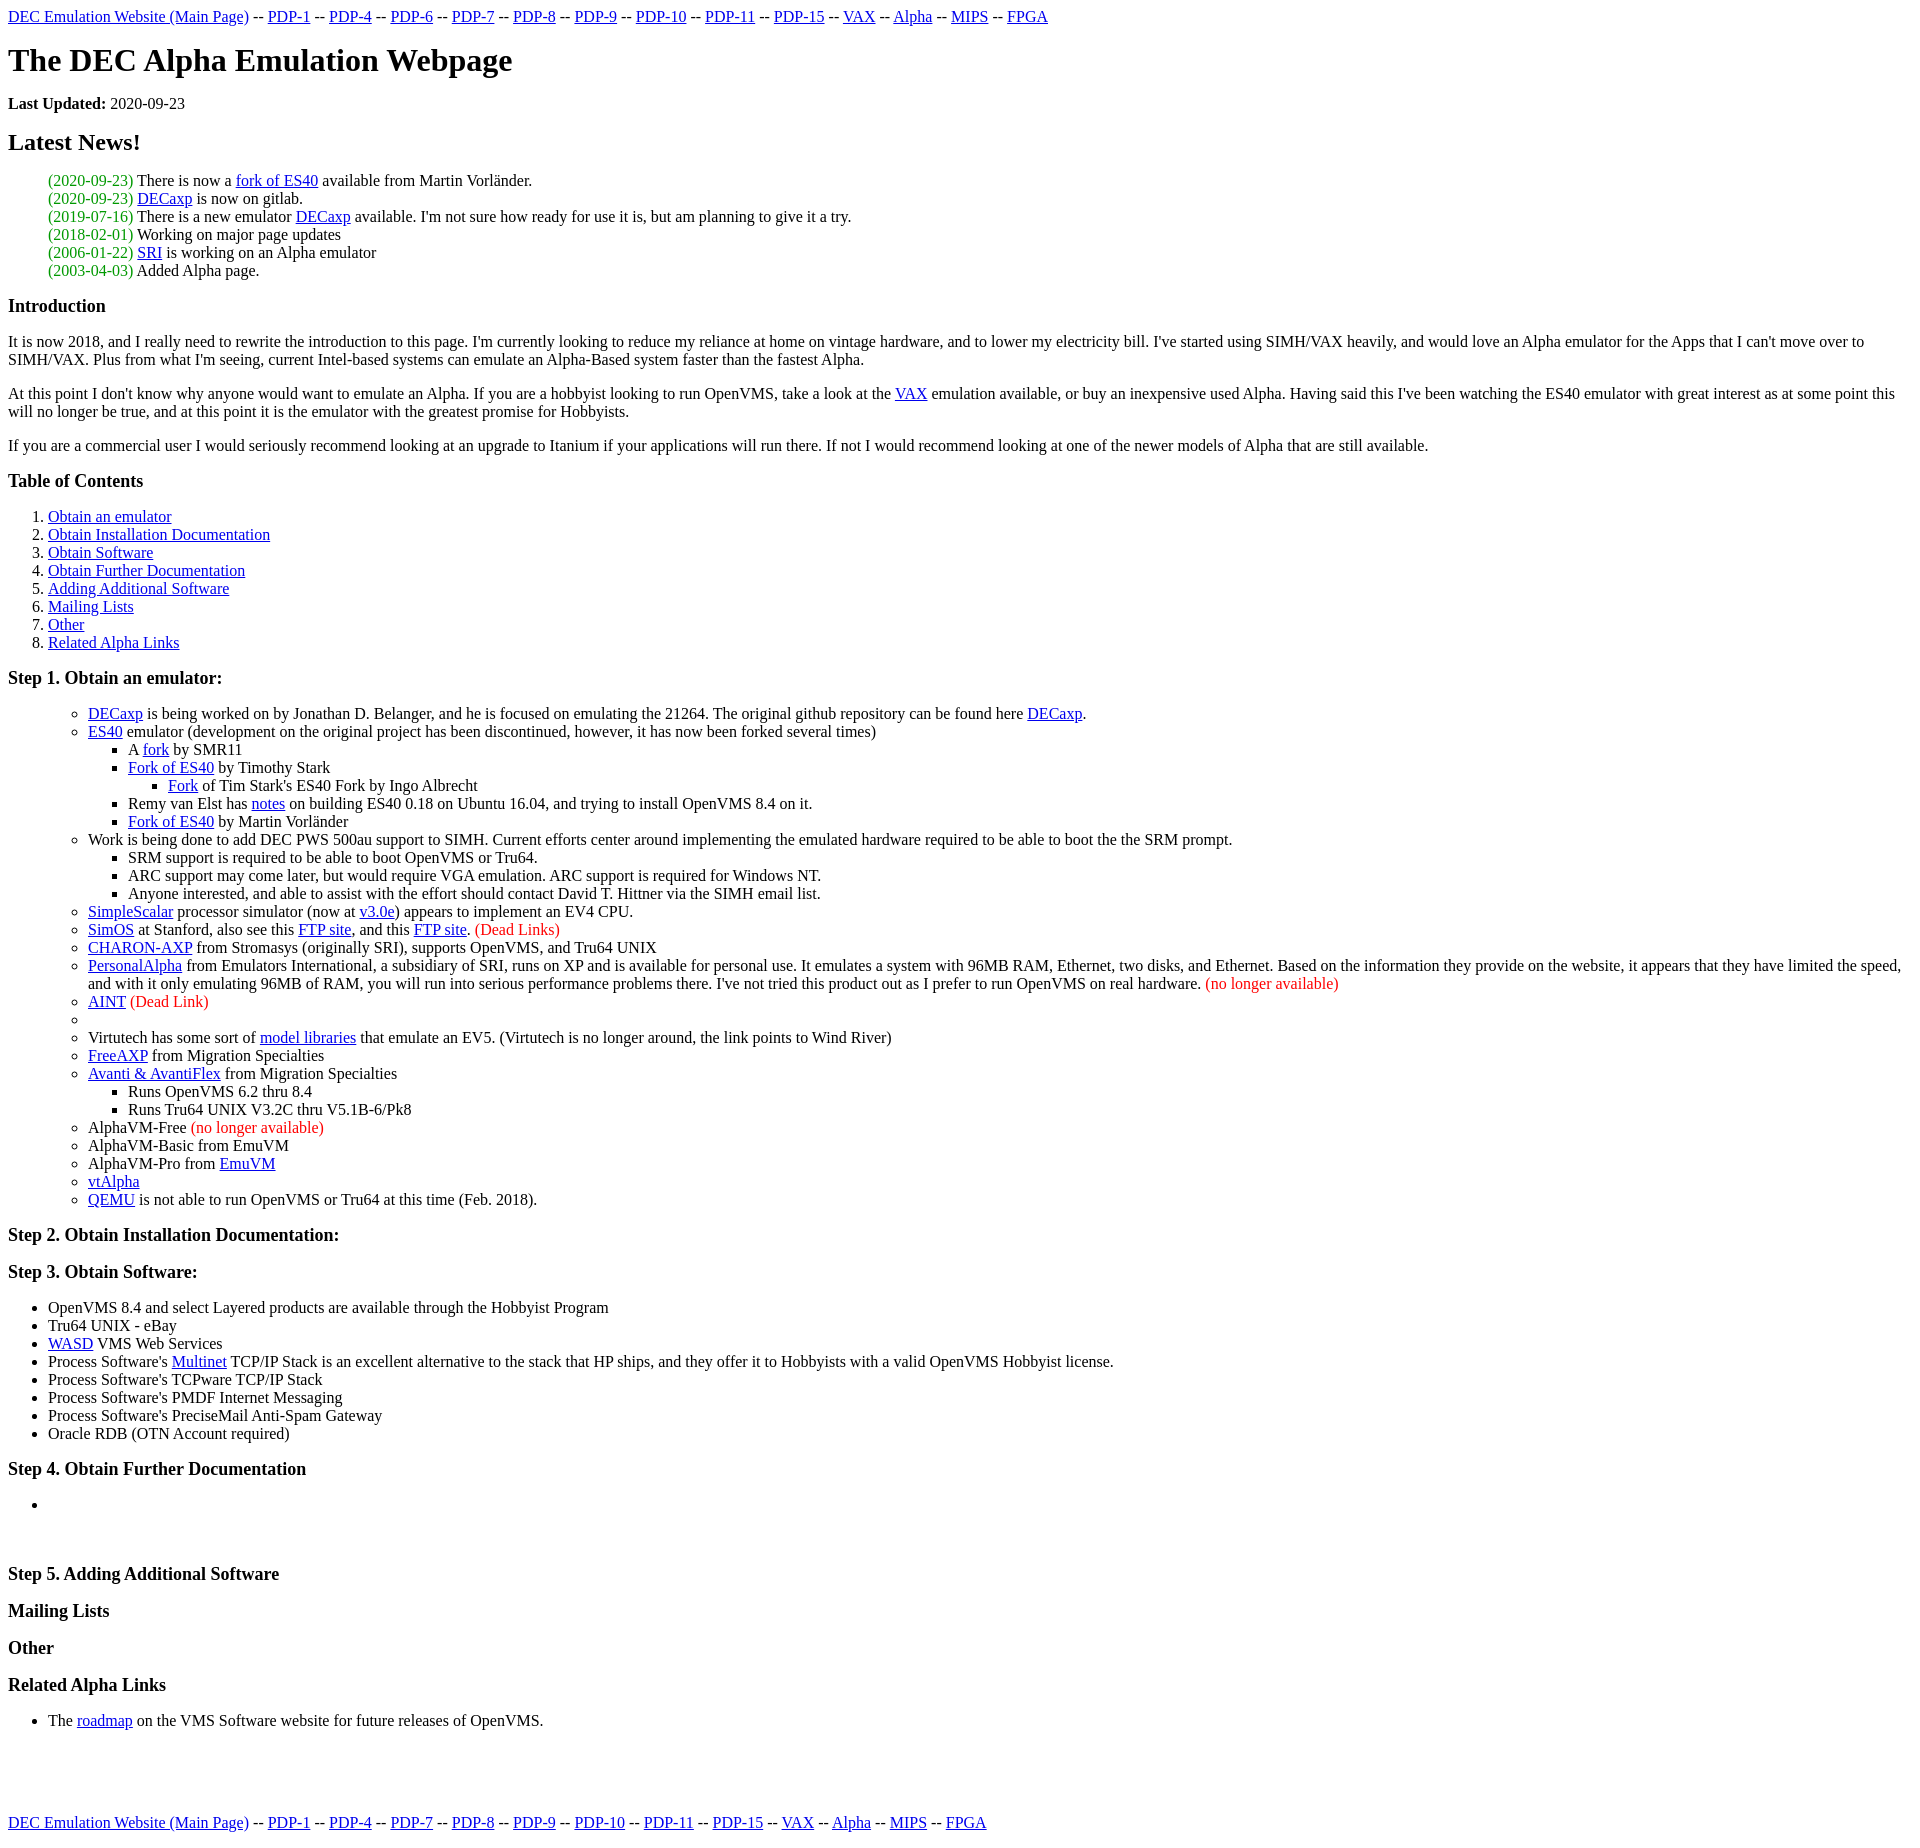 DEC Emulation Website (Main Page) -- PDP-1 -- PDP-4 -- PDP-6 -- PDP-7 -- PDP-8 -- PDP-9 -- PDP-10 -- PDP-11 -- PDP-15 -- VAX -- Alpha -- MIPS -- FPGA
The DEC Alpha Emulation Webpage
Last Updated: 2020-09-23
Latest News!
(2020-09-23) There is now a fork of ES40 available from Martin Vorländer.
(2020-09-23) DECaxp is now on gitlab.
(2019-07-16) There is a new emulator DECaxp available. I'm not sure how ready for use it is, but am planning to give it a try.
(2018-02-01) Working on major page updates
(2006-01-22) SRI is working on an Alpha emulator
(2003-04-03) Added Alpha page.
Introduction
It is now 2018, and I really need to rewrite the introduction to this page. I'm currently looking to reduce my reliance at home on vintage hardware, and to lower my electricity bill. I've started using SIMH/VAX heavily, and would love an Alpha emulator for the Apps that I can't move over to
SIMH/VAX. Plus from what I'm seeing, current Intel-based systems can emulate an Alpha-Based system faster than the fastest Alpha.
At this point I don't know why anyone would want to emulate an Alpha. If you are a hobbyist looking to run OpenVMS, take a look at the VAX emulation available, or buy an inexpensive used Alpha. Having said this I've been watching the ES40 emulator with great interest as at some point this
will no longer be true, and at this point it is the emulator with the greatest promise for Hobbyists.
If you are a commercial user I would seriously recommend looking at an upgrade to Itanium if your applications will run there. If not I would recommend looking at one of the newer models of Alpha that are still available.
Table of Contents
1. Obtain an emulator
2. Obtain Installation Documentation
3. Obtain Software
4. Obtain Further Documentation
5. Adding Additional Software
6. Mailing Lists
7. Other
8. Related Alpha Links
Step 1. Obtain an emulator:
DECaxp is being worked on by Jonathan D. Belanger, and he is focused on emulating the 21264. The original github repository can be found here DECaxp.
ES40 emulator (development on the original project has been discontinued, however, it has now been forked several times)
A fork by SMR11
Fork of ES40 by Timothy Stark
Fork of Tim Stark's ES40 Fork by Ingo Albrecht
Remy van Elst has notes on building ES40 0.18 on Ubuntu 16.04, and trying to install OpenVMS 8.4 on it.
Fork of ES40 by Martin Vorländer
Work is being done to add DEC PWS 500au support to SIMH. Current efforts center around implementing the emulated hardware required to be able to boot the the SRM prompt.
SRM support is required to be able to boot OpenVMS or Tru64.
ARC support may come later, but would require VGA emulation. ARC support is required for Windows NT.
Anyone interested, and able to assist with the effort should contact David T. Hittner via the SIMH email list.
SimpleScalar processor simulator (now at v3.0e) appears to implement an EV4 CPU.
SimOS at Stanford, also see this FTP site, and this FTP site. (Dead Links)
CHARON-AXP from Stromasys (originally SRI), supports OpenVMS, and Tru64 UNIX
PersonalAlpha from Emulators International, a subsidiary of SRI, runs on XP and is available for personal use. It emulates a system with 96MB RAM, Ethernet, two disks, and Ethernet. Based on the information they provide on the website, it appears that they have limited the speed,
and with it only emulating 96MB of RAM, you will run into serious performance problems there. I've not tried this product out as I prefer to run OpenVMS on real hardware. (no longer available)
AINT (Dead Link)
Virtutech has some sort of model libraries that emulate an EV5. (Virtutech is no longer around, the link points to Wind River)
FreeAXP from Migration Specialties
Avanti & AvantiFlex from Migration Specialties
Runs OpenVMS 6.2 thru 8.4
Runs Tru64 UNIX V3.2C thru V5.1B-6/Pk8
AlphaVM-Free (no longer available)
AlphaVM-Basic from EmuVM
AlphaVM-Pro from EmuVM
vtAlpha
QEMU is not able to run OpenVMS or Tru64 at this time (Feb. 2018).
Step 2. Obtain Installation Documentation:
Step 3. Obtain Software:
OpenVMS 8.4 and select Layered products are available through the Hobbyist Program
Tru64 UNIX - eBay
WASD VMS Web Services
Process Software's Multinet TCP/IP Stack is an excellent alternative to the stack that HP ships, and they offer it to Hobbyists with a valid OpenVMS Hobbyist license.
Process Software's TCPware TCP/IP Stack
Process Software's PMDF Internet Messaging
Process Software's PreciseMail Anti-Spam Gateway
Oracle RDB (OTN Account required)
Step 4. Obtain Further Documentation
Step 5. Adding Additional Software
Mailing Lists
Other
Related Alpha Links
The roadmap on the VMS Software website for future releases of OpenVMS.
DEC Emulation Website (Main Page) -- PDP-1 -- PDP-4 -- PDP-7 -- PDP-8 -- PDP-9 -- PDP-10 -- PDP-11 -- PDP-15 -- VAX -- Alpha -- MIPS -- FPGA